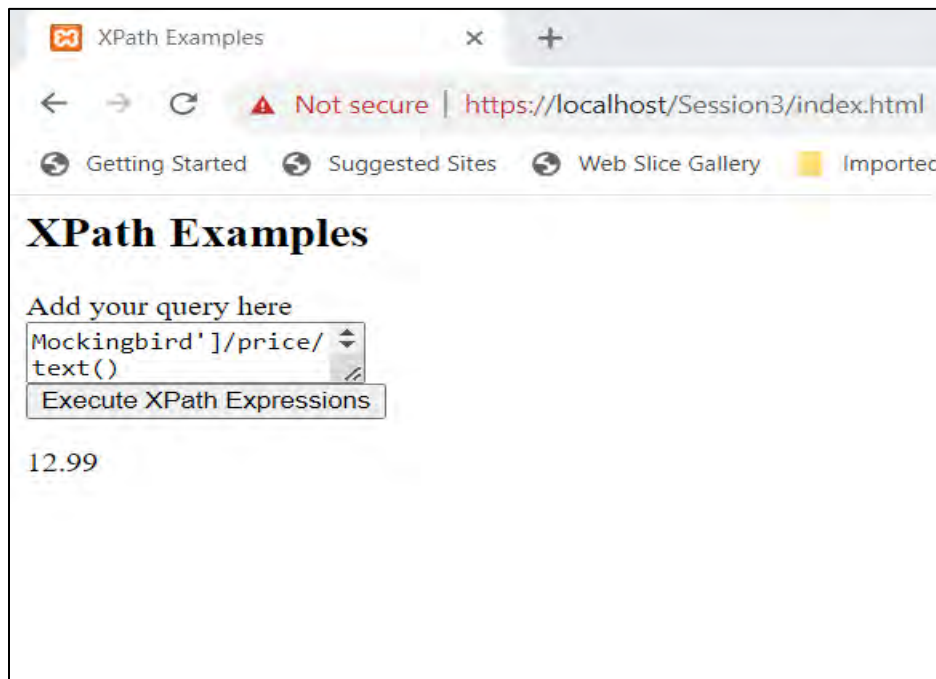 XPath Examples
Not secure | https://localhost/Session3/index.html
Getting Started Suggested Sites Web Slice Gallery Imported
XPath Examples
Add your query here
Mockingbird']/price/
text()
Execute XPath Expressions
12.99